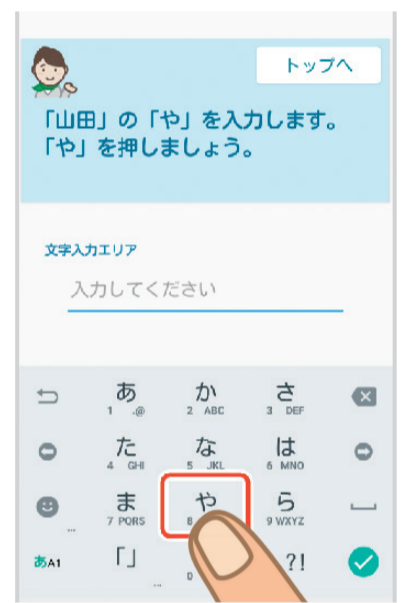 トップへ
「山田」の「や」を入力します。
「や」を押しましょう。
文字入力エリア
入力してください
あ か さ
1 .@ 2 ABC 3 DEF
た な は
4 GHI 5 JKL 6 MNO
ま や ら
7 PQRS 8 9 WXYZ
あA1 「」 ?!
... 0